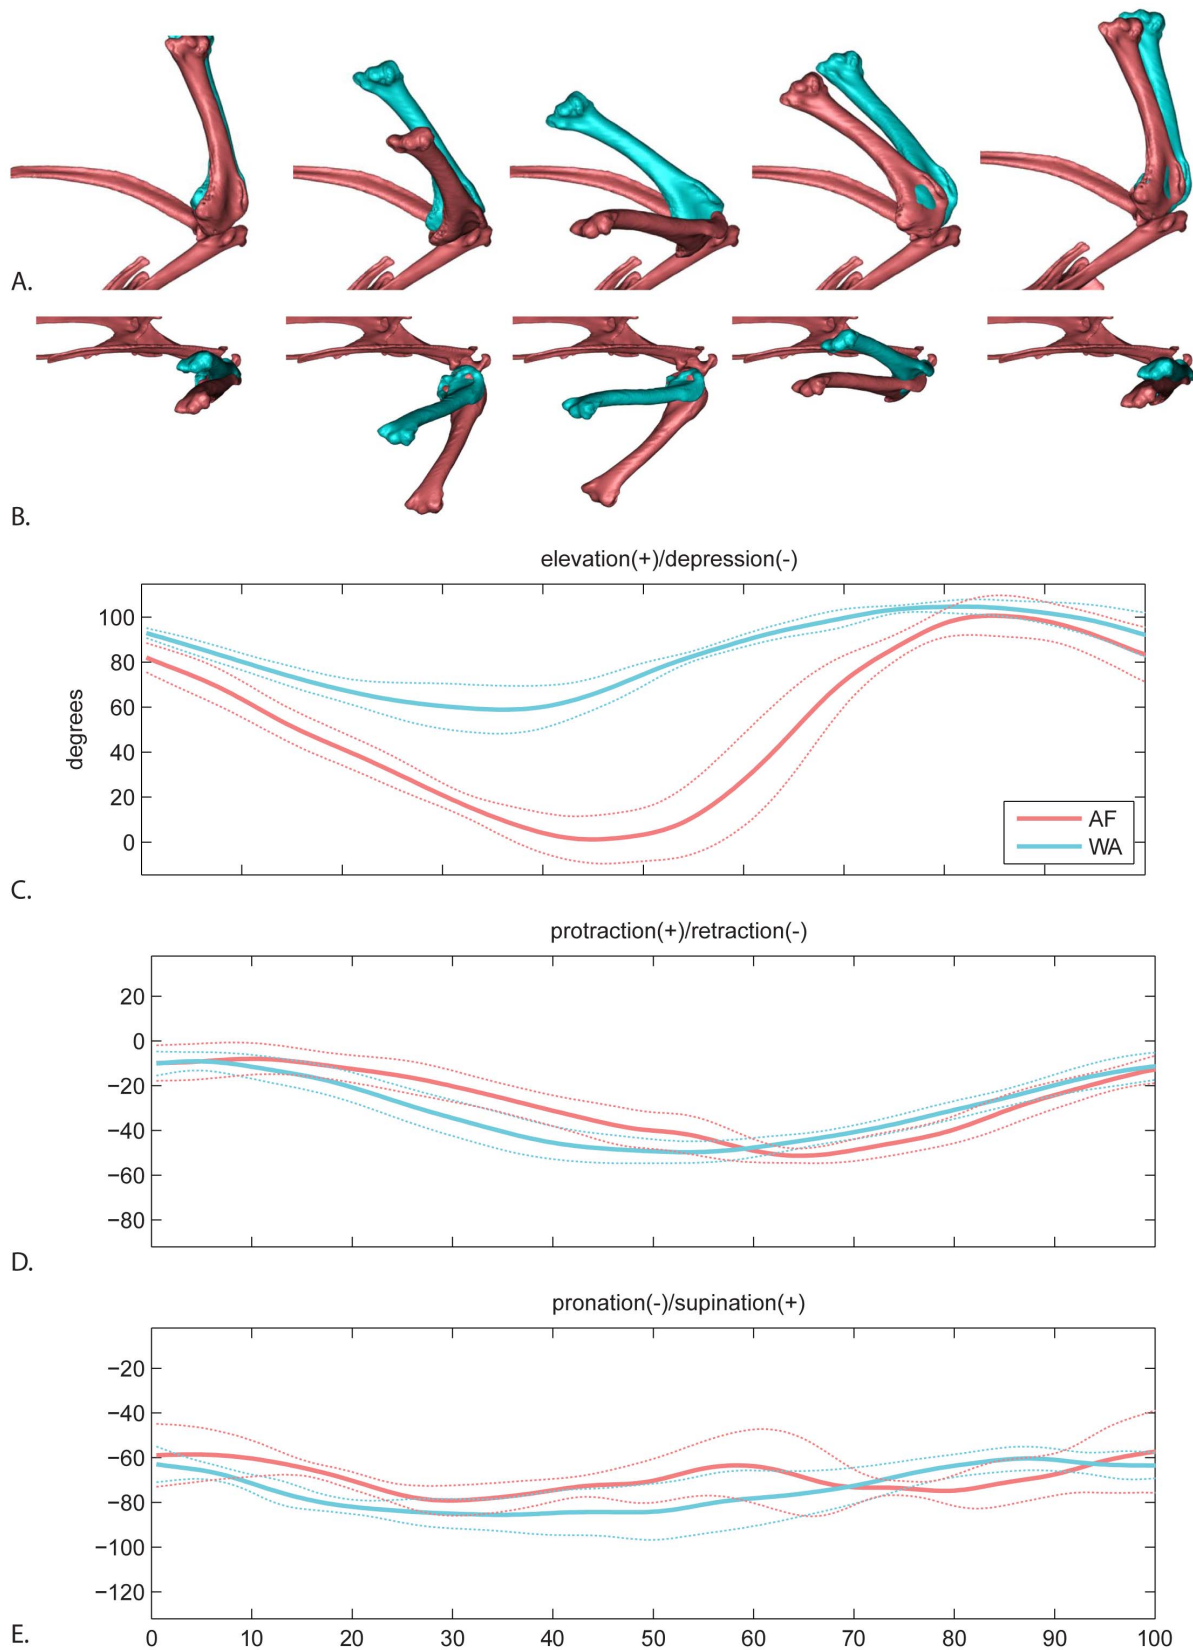 A.
B.
elevation(+)/depression(-)
100
80
60
40
20
0
degrees
AF
WA
C.
protraction(+)/retraction(-)
20
0
−20
−40
−60
−80
D.
pronation(-)/supination(+)
−20
−40
−60
−80
−100
−120
0 10 20 30 40 50 60 70 80 90 100
E.